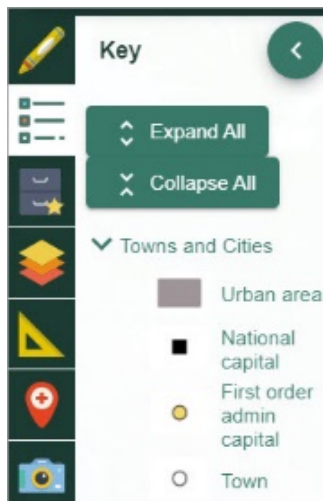 Key
Expand All
Collapse All
Towns and Cities
Urban area
National
capital
First order
admin
capital
Town